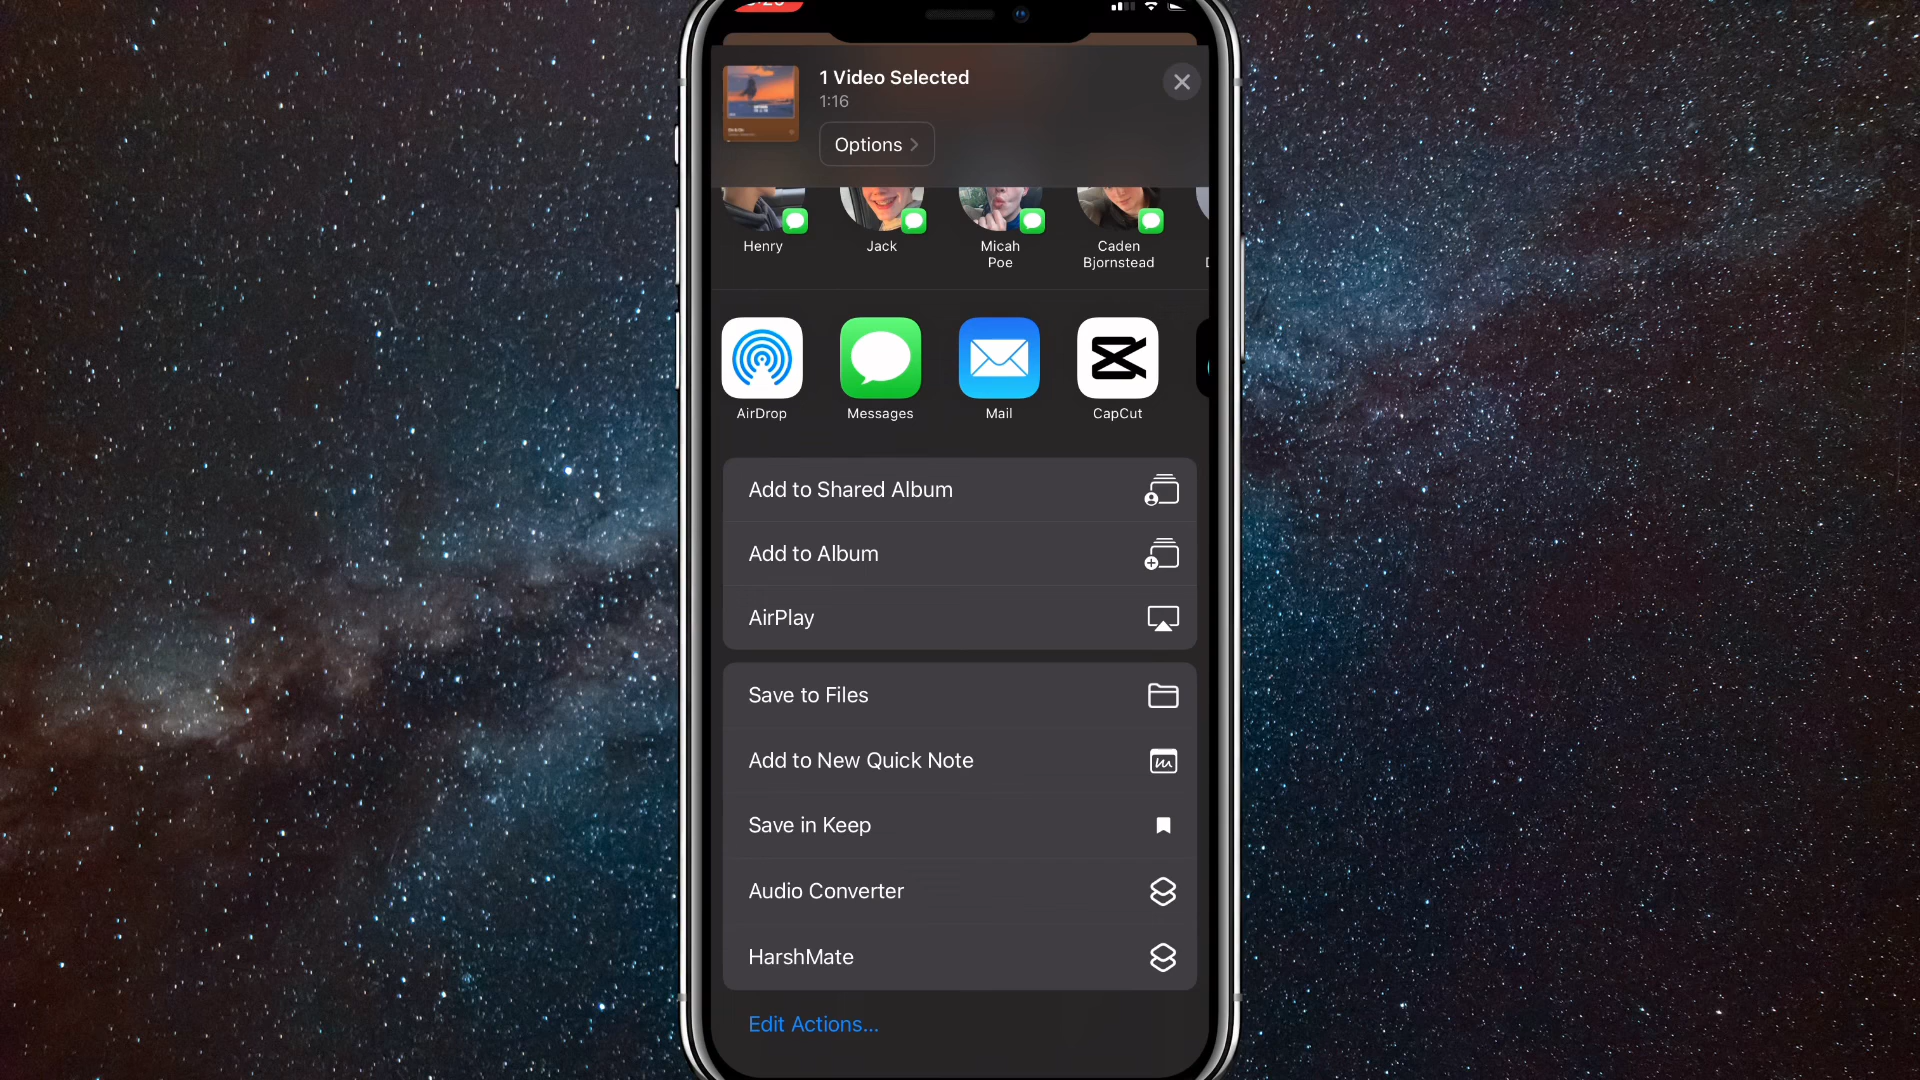 1 Video Selected
1:16
Options
Henry
Jack
Micah
Poe
Caden
Bjornstead
AirDrop
Messages
Mail
CapCut
Add to Shared Album
Add to Album
AirPlay
Save to Files
Add to New Quick Note
Save in Keep
Audio Converter
HarshMate
Edit Actions...